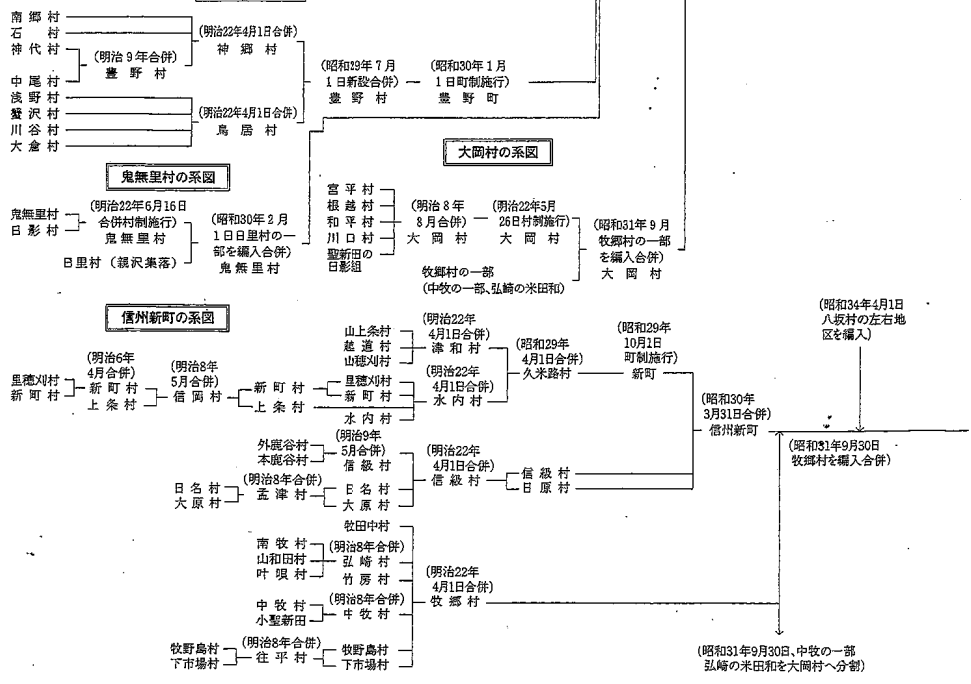 南郷村
石村
神代村
中尾村
(明治9年合併)
豊野村
(明治22年4月1日合併)
神郷村
浅野村
蟹沢村
川谷村
大倉村
(明治22年4月1日合併)
鳥居村
(昭和29年7月
1日新設合併)
豊野村
(昭和30年1月
1日町制施行)
豊野町
鬼無里村の系図
鬼無里村
日影村
(明治22年6月16日
合併村制施行)
鬼無里村
日里村(親沢集落)
(昭和30年2月
1日日里村の一
部を編入合併)
鬼無里村
大岡村の系図
宮平村
根越村
和平村
川口村
聖新田の
日影組
(明治8年
8月合併)
大岡村
(明治22年5月
26日村制施行)
大岡村
牧郷村の一部
(中牧の一部、弘崎の米田和)
(昭和31年9月
牧郷村の一部
を編入合併)
大岡村
信州新町の系図
里穂刈村
新町村
(明治6年
4月合併)
新町村
上条村
(明治8年
5月合併)
信岡村
新町村
上条村
里穂刈村
新町村
水内村
山上条村
越道村
山穂刈村
(明治22年
4月1日合併)
津和村
(明治22年
4月1日合併)
水内村
(昭和29年
4月1日合併)
久米路村
(昭和29年
10月1日
町制施行)
新町
外鹿谷村
本鹿谷村
(明治9年
5月合併)
信級村
日名村
大原村
(明治8年合併)
孟津村
日名村
大原村
(明治22年
4月1日合併)
信級村
信級村
日原村
(昭和30年
3月31日合併)
信州新町
(昭和34年4月1日
八坂村の左右地
区を編入)
(昭和31年9月30日
牧郷村を編入合併)
牧田中村
南牧村
山和田村
叶唄村
(明治8年合併)
弘崎村
竹房村
中牧村
小聖新田
(明治8年合併)
中牧村
牧野島村
下市場村
(明治8年合併)
往平村
牧野島村
下市場村
(明治22年
4月1日合併)
牧郷村
(昭和31年9月30日、中牧の一部
弘崎の米田和を大岡村へ分割)